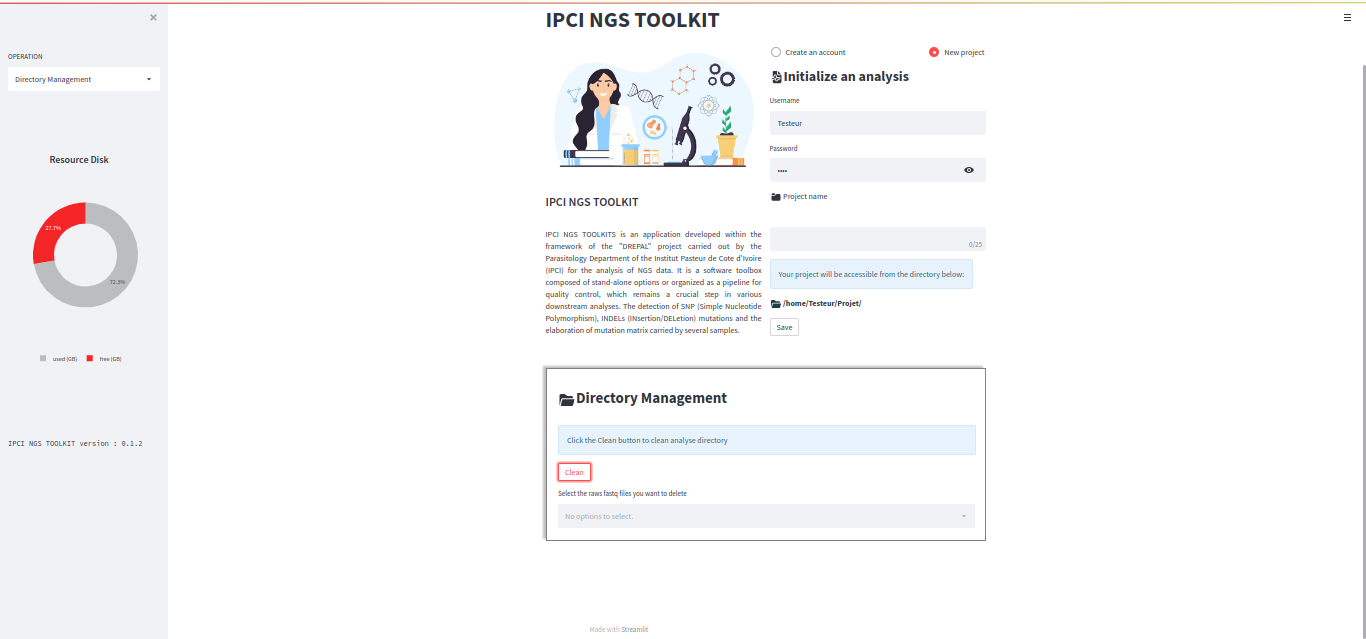 ×
OPERATION
Directory Management
Resource Disk
27.7%
72.3%
used (GB) free (GB)
IPCI NGS TOOLKIT version : 0.1.2
IPCI NGS TOOLKIT
IPCI NGS TOOLKIT
IPCI NGS TOOLKITS is an application developed within the
framework of the "DREPAL" project carried out by the
Parasitology Department of the Institut Pasteur de Cote d'Ivoire
(IPCI) for the analysis of NGS data. It is a software toolbox
composed of stand-alone options or organized as a pipeline for
quality control, which remains a crucial step in various
downstream analyses. The detection of SNP (Simple Nucleotide
Polymorphism), INDELs (INsertion/DELetion) mutations and the
elaboration of mutation matrix carried by several samples.
Create an account New project
Initialize an analysis
Username
Testeur
Password
••••
Project name
0/25
Your project will be accessible from the directory below:
/home/Testeur/Projet/
Save
Directory Management
Click the Clean button to clean analyse directory
Clean
Select the raws fastq files you want to delete
No options to select.
Made with Streamlit